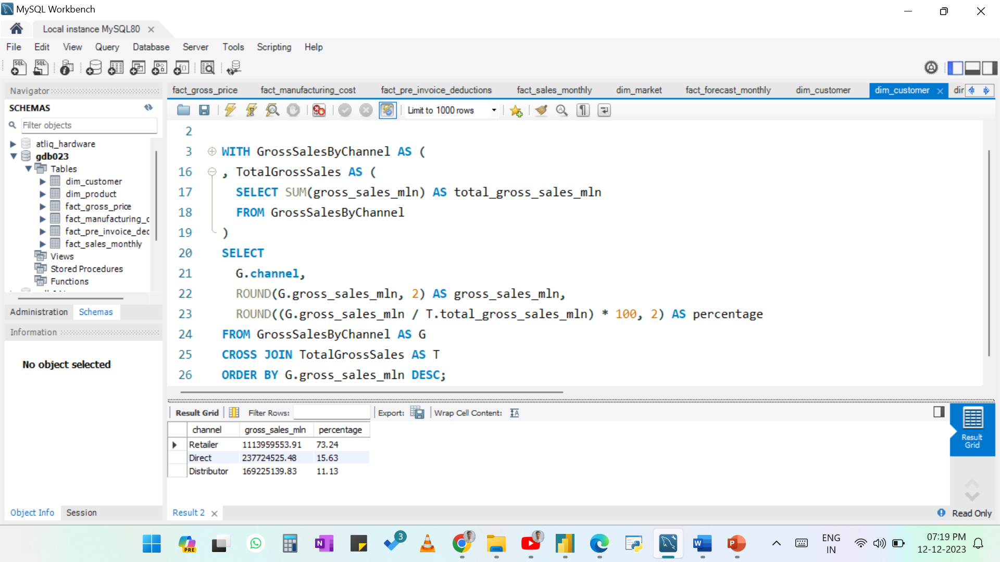 MySQL Workbench
Local instance MySQL80
File Edit View Query Database Server Tools Scripting Help
Navigator
SCHEMAS
Filter objects
atliq_hardware
gdb023
Tables
dim_customer
dim_product
fact_gross_price
fact_manufacturing_c
fact_pre_invoice_dec
fact_sales_monthly
Views
Stored Procedures
Functions
Administration Schemas
Information
No object selected
Object Info Session
fact_gross_price fact_manufacturing_cost fact_pre_invoice_deductions fact_sales_monthly dim_market fact_forecast_monthly dim_customer dim_customer dir
Limit to 1000 rows
2
3 WITH GrossSalesByChannel AS (
16 , TotalGrossSales AS (
17 SELECT SUM(gross_sales_mln) AS total_gross_sales_mln
18 FROM GrossSalesByChannel
19 )
20 SELECT
21 G.channel,
22 ROUND(G.gross_sales_mln, 2) AS gross_sales_mln,
23 ROUND((G.gross_sales_mln / T.total_gross_sales_mln) * 100, 2) AS percentage
24 FROM GrossSalesByChannel AS G
25 CROSS JOIN TotalGrossSales AS T
26 ORDER BY G.gross_sales_mln DESC;
Result Grid Filter Rows: Export: Wrap Cell Content:
channel gross_sales_mln percentage
Retailer 1113959553.91 73.24
Direct 237724525.48 15.63
Distributor 169225139.83 11.13
Result
Grid
Result 2
Read Only
PRE
3
ENG
IN
07:19 PM
12-12-2023